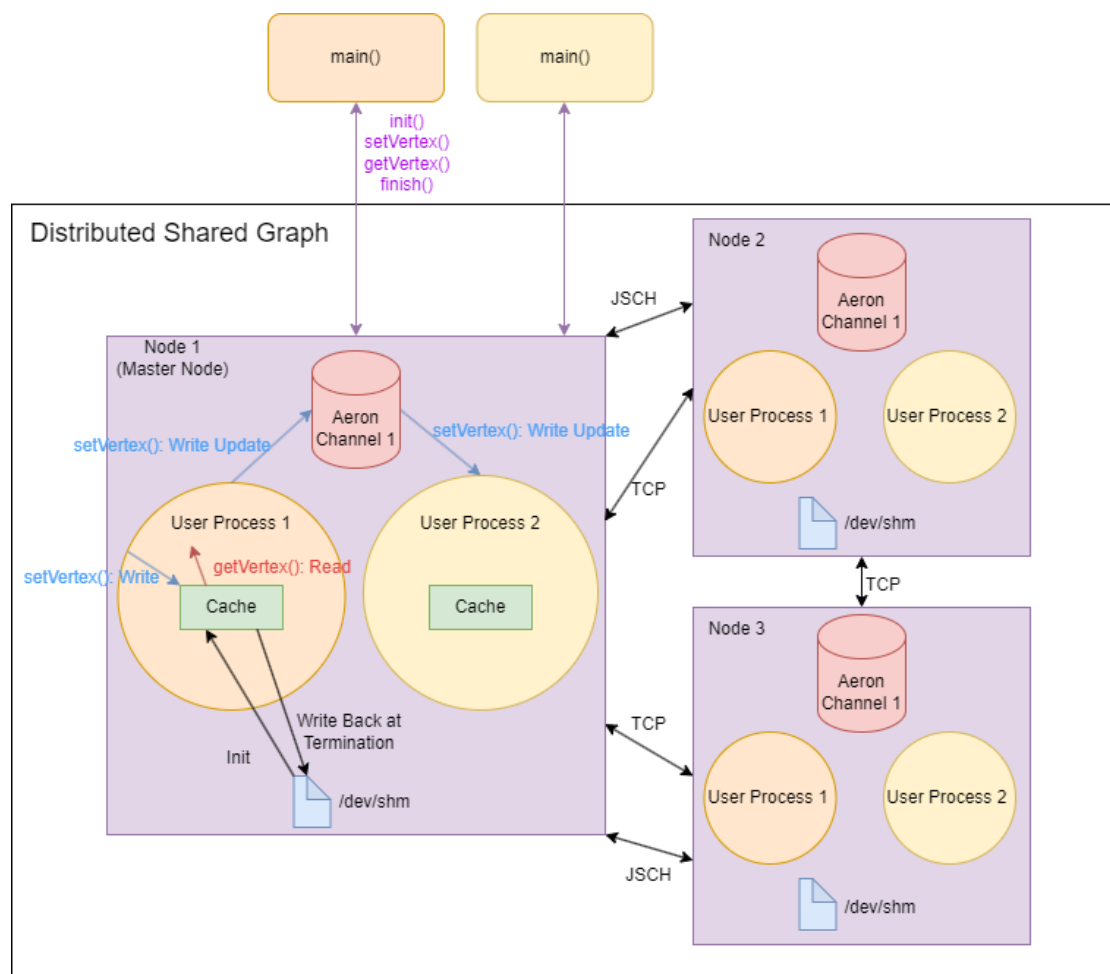 main()
main()
init()
setVertex()
getVertex()
finish()
Distributed Shared Graph
Node 1
(Master Node)
Aeron
Channel 1
setVertex(): Write Update
setVertex(): Write Update
User Process 1
User Process 2
setVertex(): Write
getVertex(): Read
Cache
Cache
Write Back at
Termination
Init
/dev/shm
JSCH
TCP
TCP
JSCH
Node 2
Aeron
Channel 1
User Process 1
User Process 2
/dev/shm
TCP
Node 3
Aeron
Channel 1
User Process 1
User Process 2
/dev/shm